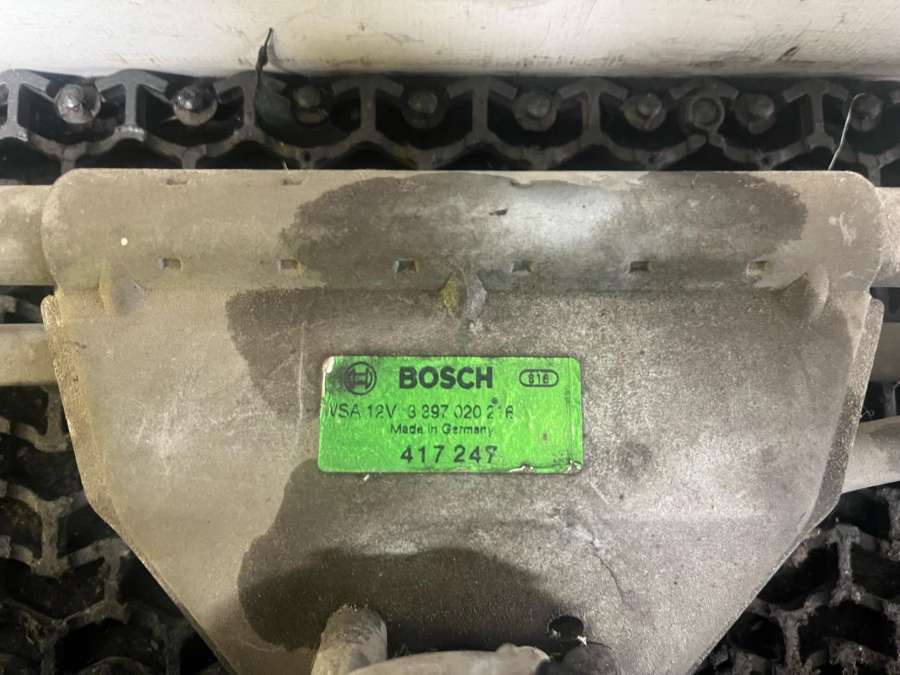 BOSCH 616
WSA 12V 3 397 020 216
Made in Germany
417 247